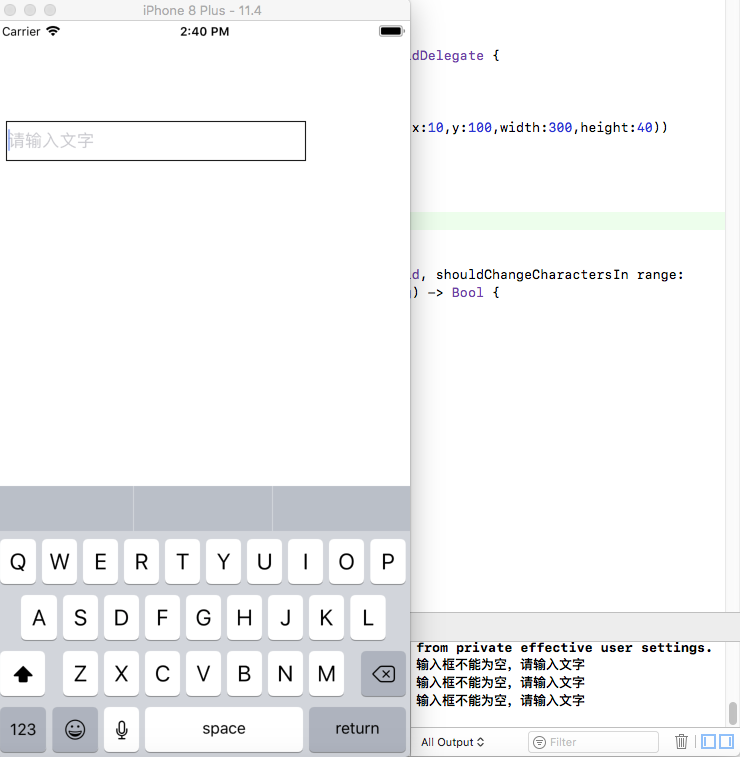 iPhone 8 Plus - 11.4
Carrier
2:40 PM
请输入文字
Q W E R T Y U I O P
A S D F G H J K L
Z X C V B N M
123
space
return
dDelegate {
x:10,y:100,width:300,height:40))
d, shouldChangeCharactersIn range:
) -> Bool {
from private effective user settings.
输入框不能为空，请输入文字
输入框不能为空，请输入文字
输入框不能为空，请输入文字
All Output
Filter